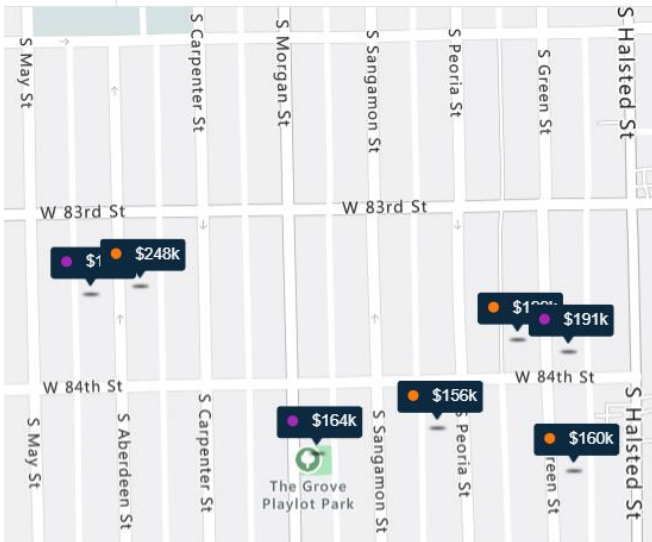 S May St
S Carpenter St
S Morgan St
S Sangamon St
S Peoria St
S Green St
S Halsted St
W 83rd St
W 83rd St
$248k
$191k
W 84th St
W 84th St
$156k
$164k
$160k
S May St
S Aberdeen St
S Carpenter St
S Sangamon St
S Peoria St
S Halsted St
The Grove
Playlot Park